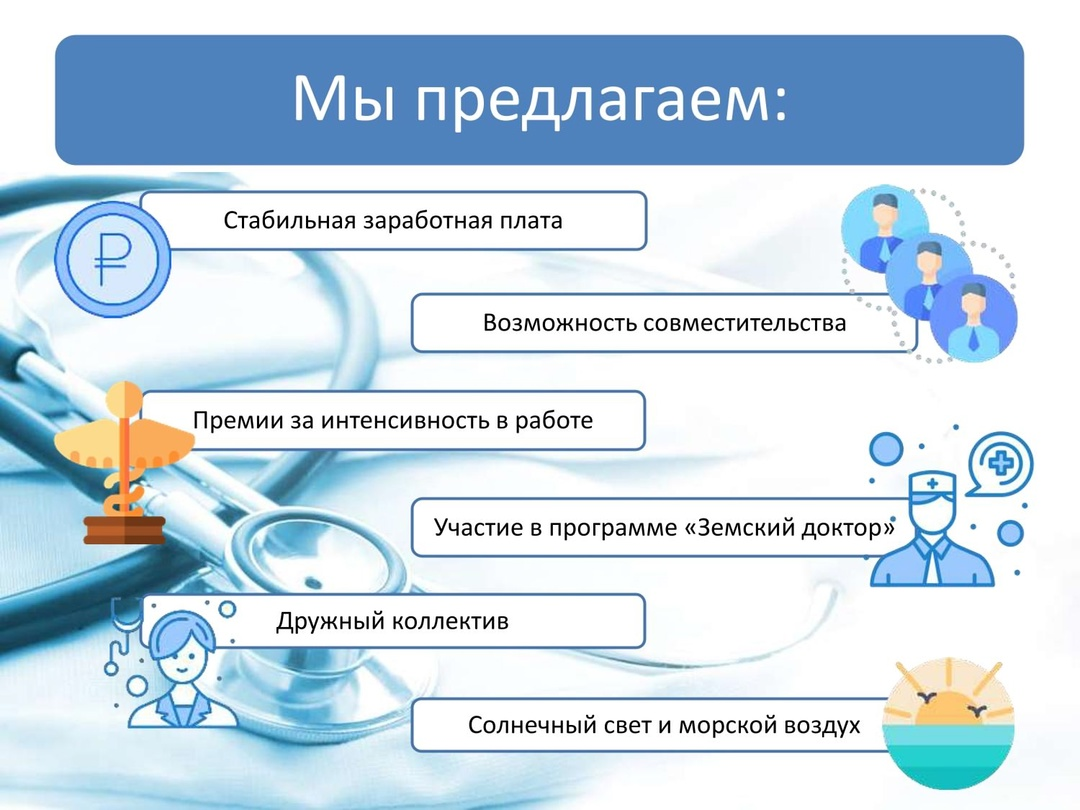 Мы предлагаем:
Стабильная заработная плата
Возможность совместительства
Премии за интенсивность в работе
Участие в программе «Земский доктор»
Дружный коллектив
Солнечный свет и морской воздух